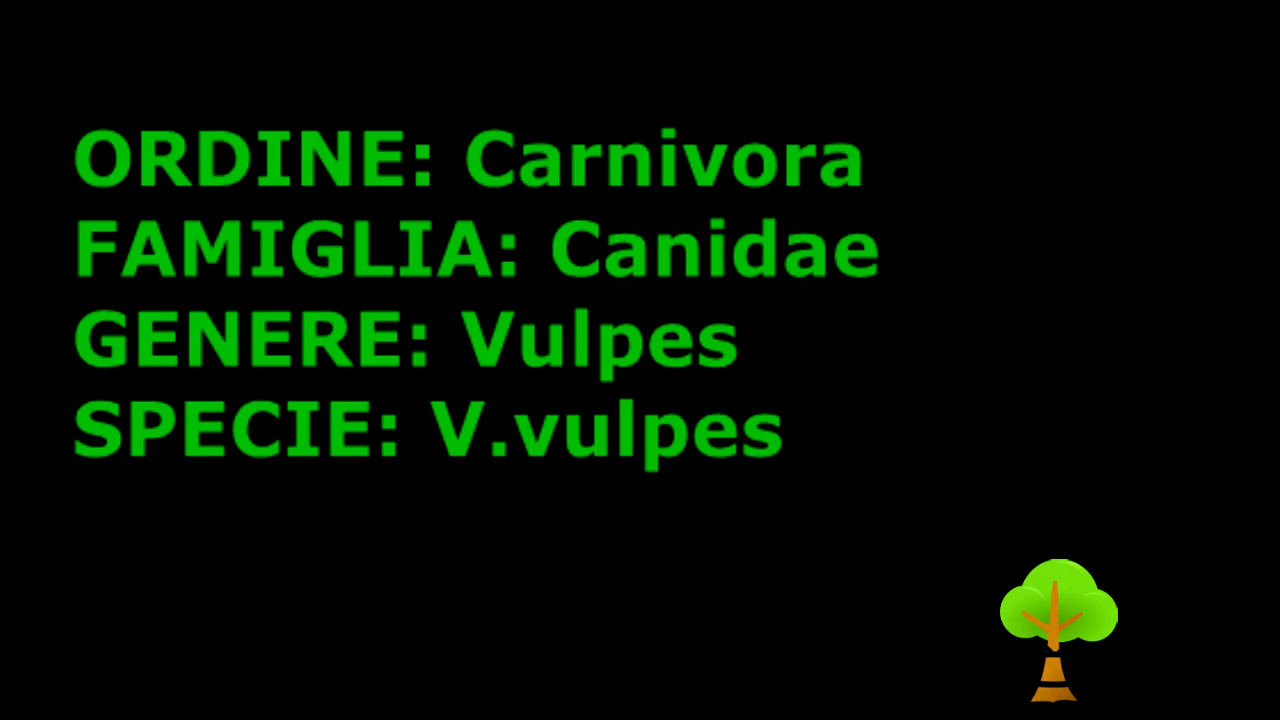 ORDINE: Carnivora
FAMIGLIA: Canidae
GENERE: Vulpes
SPECIE: V.vulpes